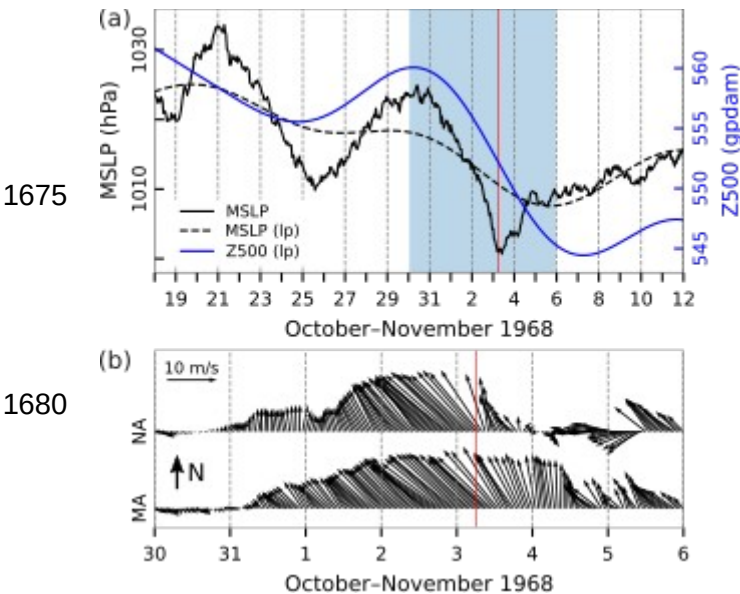 (a)
1030
1010
MSLP (hPa)
560
555
550
545
Z500 (gpdam)
MSLP
MSLP (lp)
Z500 (lp)
19 21 23 25 27 29 31 2 4 6 8 10 12
October–November 1968
1675
(b)
10 m/s
NA
N
MA
30 31 1 2 3 4 5 6
October–November 1968
1680